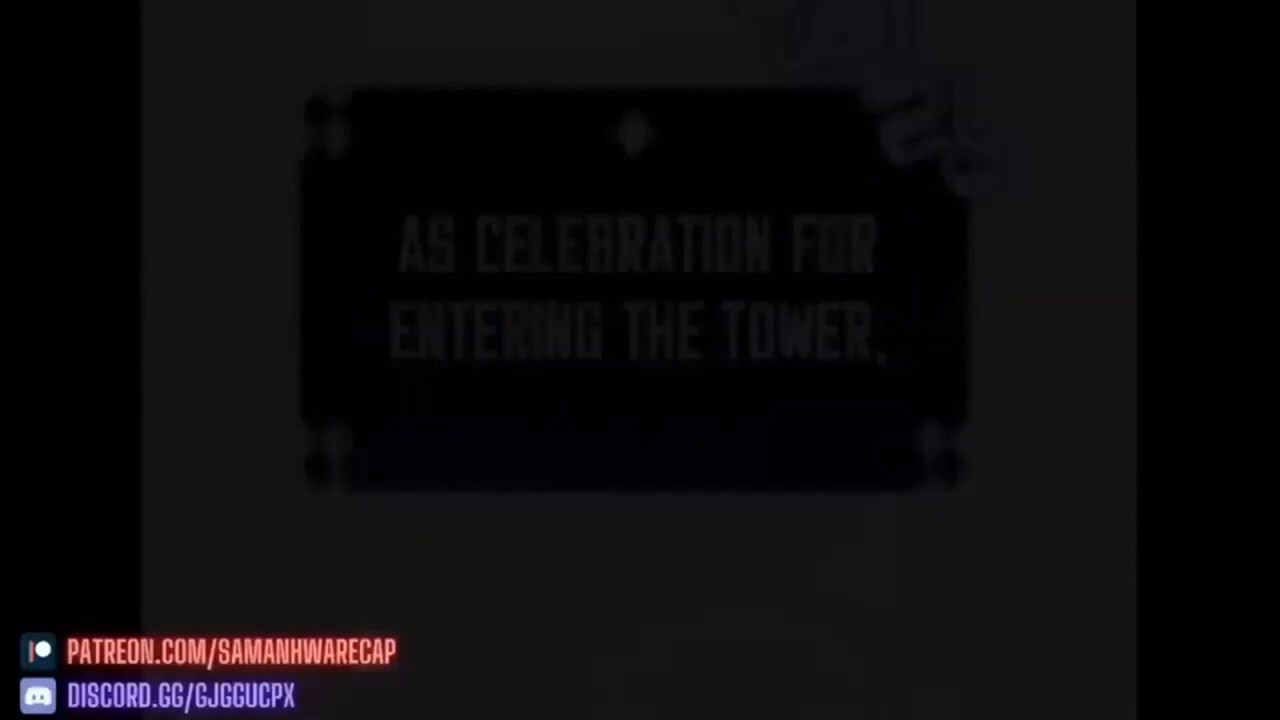 AS CELEBRATION FOR
ENTERING THE TOWER.
PATREON.COM/SAMANHWARECAP
DISCORD.GG/GJGGUCPX